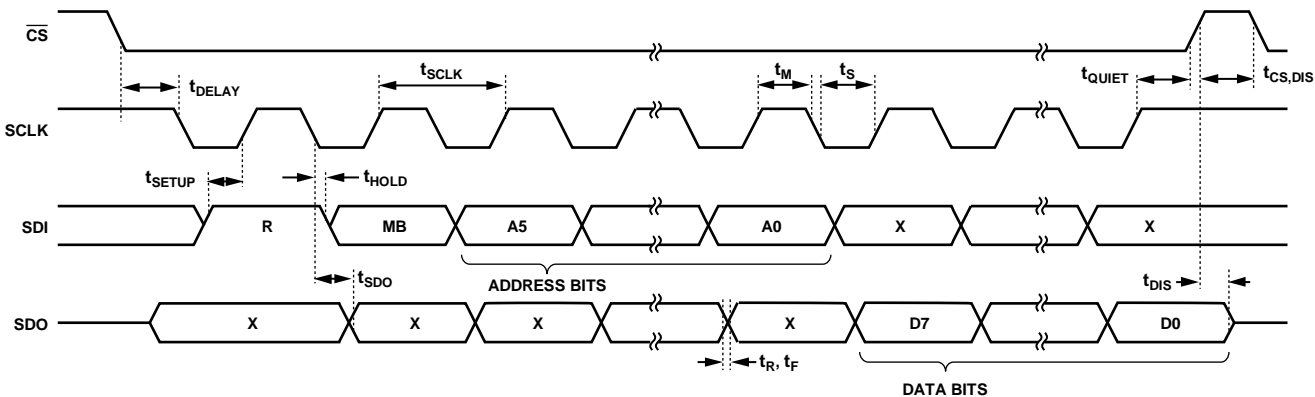 CS
tDELAY
tSCLK
tM
tS
tQUIET
tCS,DIS
SCLK
tSETUP
tHOLD
SDI
R
MB
A5
A0
X
X
tSDO
ADDRESS BITS
tDIS
SDO
X
X
X
X
D7
D0
tR, tF
DATA BITS